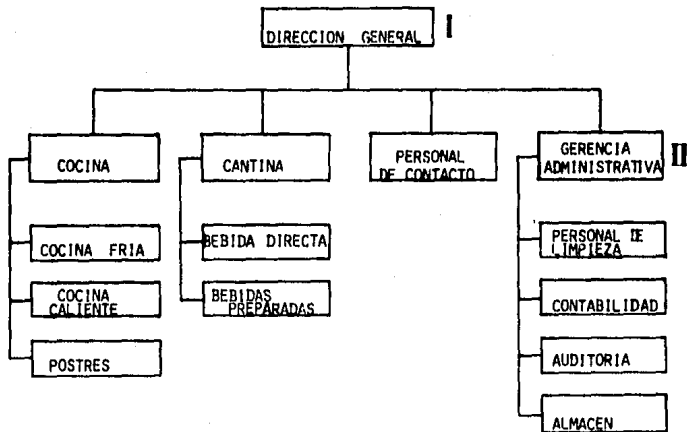 DIRECCION GENERAL I
COCINA
CANTINA
PERSONAL
DE CONTACTO
GERENCIA
ADMINISTRATIVA II
COCINA FRIA
COCINA
CALIENTE
POSTRES
BEBIDA DIRECTA
BEBIDAS
PREPARADAS
PERSONAL DE
LIMPIEZA
CONTABILIDAD
AUDITORIA
ALMACEN